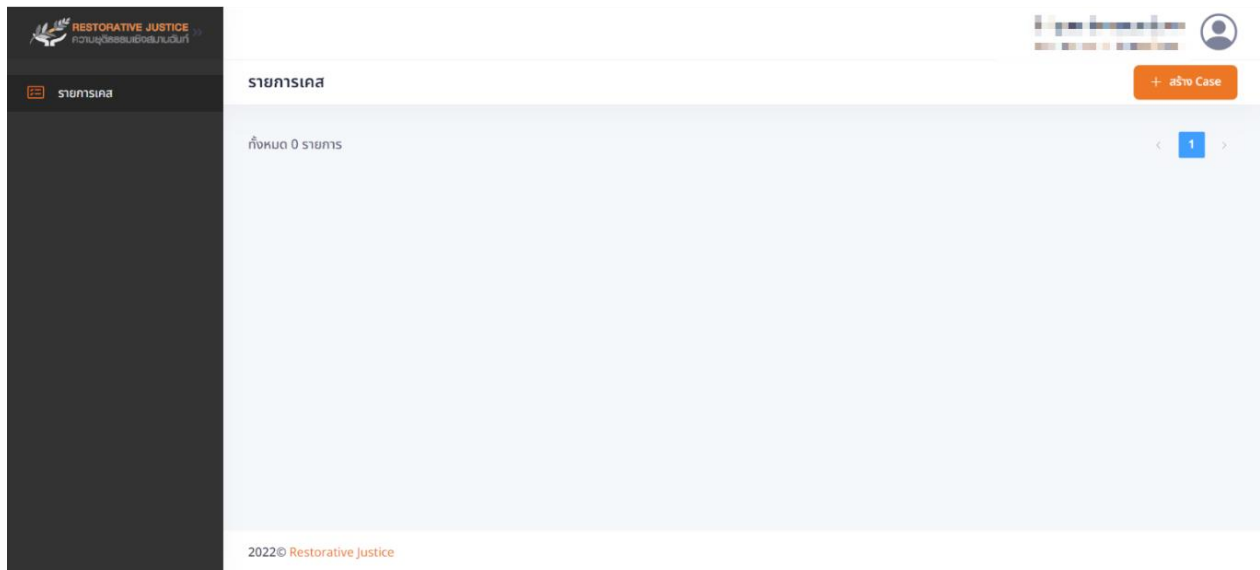 RESTORATIVE JUSTICE
ความยุติธรรมเชิงสมานฉันท์
รายการเคส
รายการเคส
+ สร้าง Case
ทั้งหมด 0 รายการ
< 1 >
2022© Restorative Justice